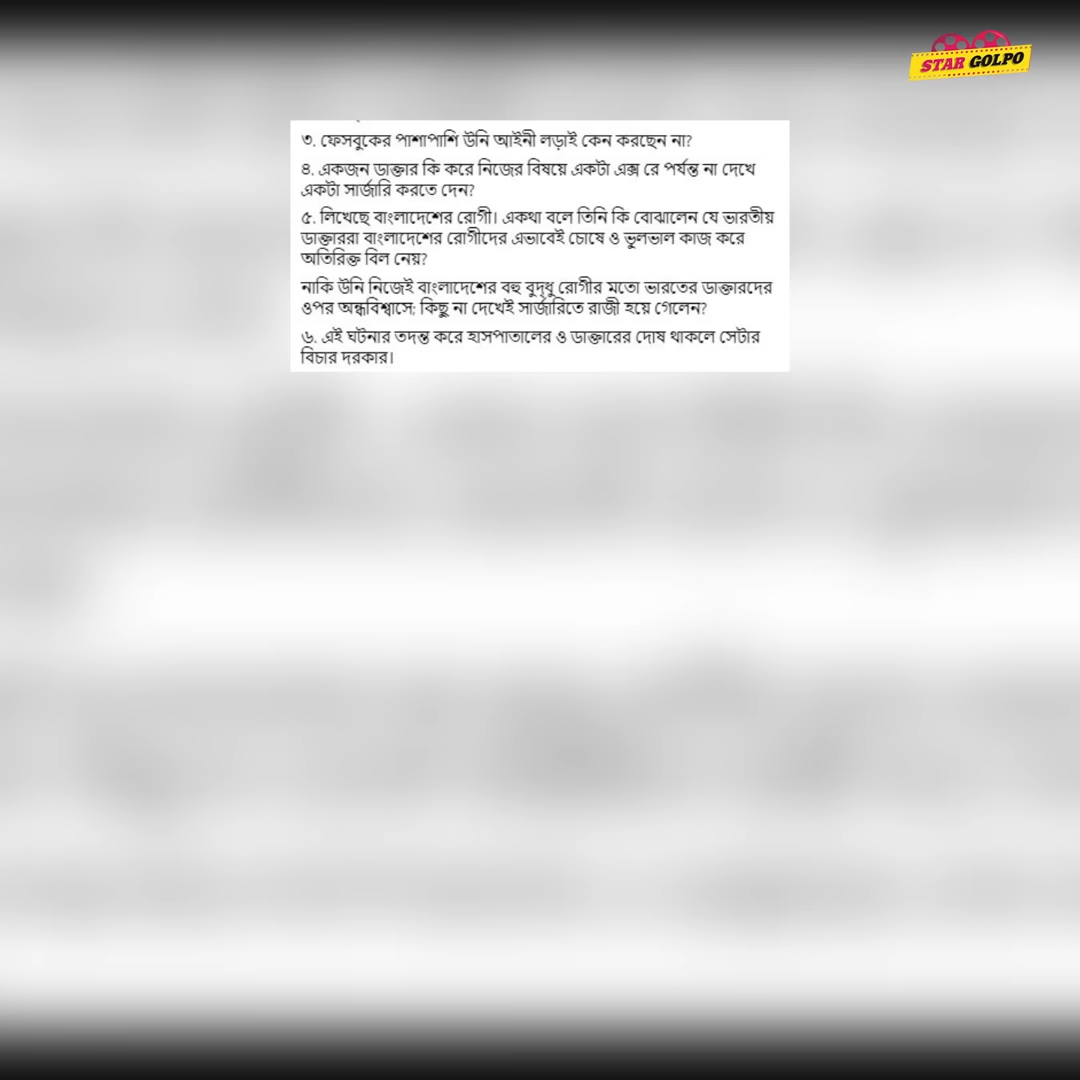 STAR GOLPO
৩. ফেসবুকের পাশাপাশি উনি আইনী লড়াই কেন করছেন না?
৪. একজন ডাক্তার কি করে নিজের বিষয়ে একটা এক্স রে পর্যন্ত না দেখে
একটা সার্জারি করতে দেন?
৫. লিখেছে বাংলাদেশের রোগী। একথা বলে তিনি কি বোঝালেন যে ভারতীয়
ডাক্তাররা বাংলাদেশের রোগীদের এভাবেই চোষে ও ভুলভাল কাজ করে
অতিরিক্ত বিল নেয়?
নাকি উনি নিজেই বাংলাদেশের বহু বুদ্ধু রোগীর মতো ভারতের ডাক্তারদের
ওপর অন্ধবিশ্বাসে; কিছু না দেখেই সার্জারিতে রাজী হয়ে গেলেন?
৬. এই ঘটনার তদন্ত করে হাসপাতালের ও ডাক্তারের দোষ থাকলে সেটার
বিচার দরকার।